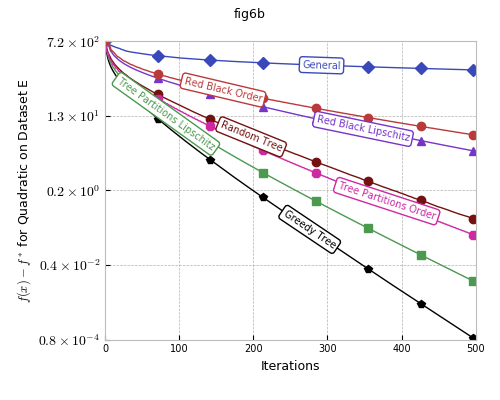 fig6b
7.2 × 10²
1.3 × 10¹
0.2 × 10⁰
0.4 × 10⁻²
0.8 × 10⁻⁴
f(x) − f* for Quadratic on Dataset E
General
Red Black Order
Red Black Lipschitz
Tree Partitions Lipschitz
Random Tree
Tree Partitions Order
Greedy Tree
0 100 200 300 400 500
Iterations